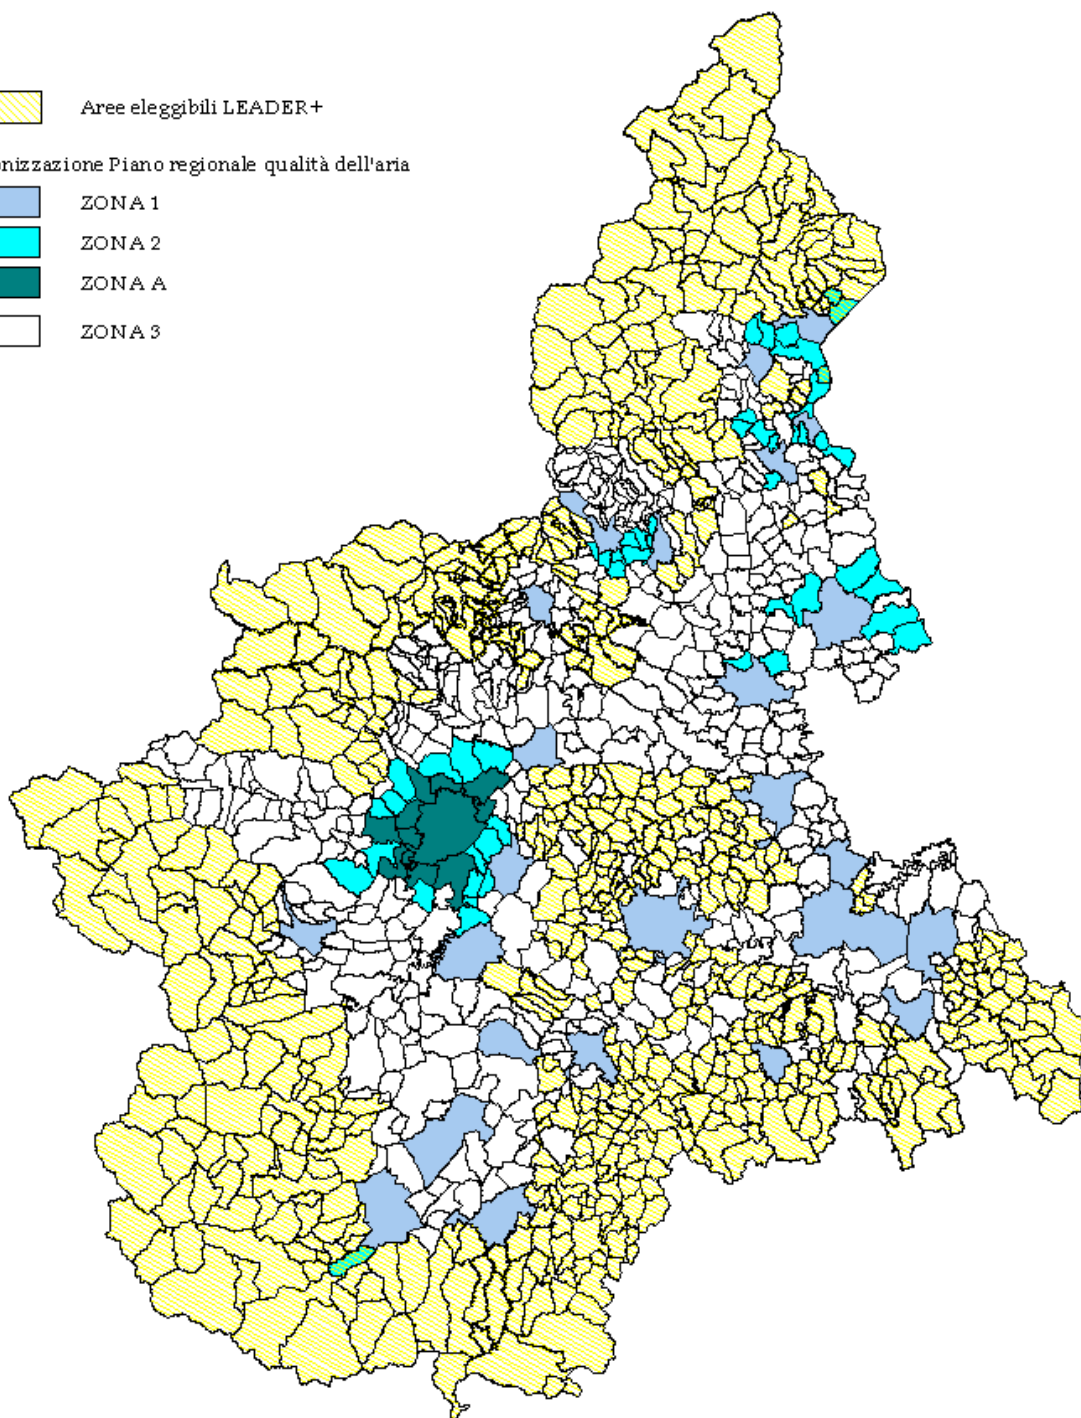 Aree eleggibili LEADER+
nizzazione Piano regionale qualità dell'aria
ZONA 1
ZONA 2
ZONA A
ZONA 3